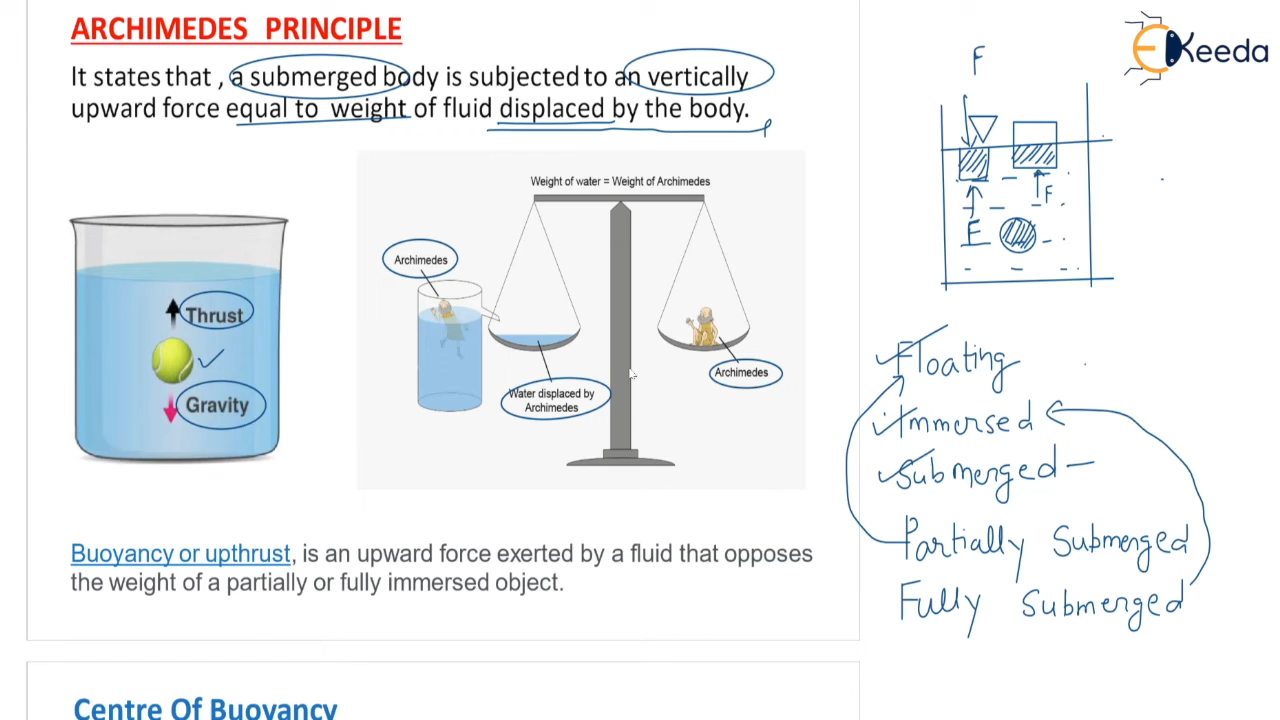 ARCHIMEDES PRINCIPLE
It states that , a submerged body is subjected to an vertically
upward force equal to weight of fluid displaced by the body.
Thrust
Gravity
Weight of water = Weight of Archimedes
Archimedes
Water displaced by
Archimedes
Archimedes
Buoyancy or upthrust, is an upward force exerted by a fluid that opposes
the weight of a partially or fully immersed object.
Centre Of Buoyancy
EKeeda
F
F
F
Floating
Immersed
Submerged
Partially Submerged
Fully Submerged